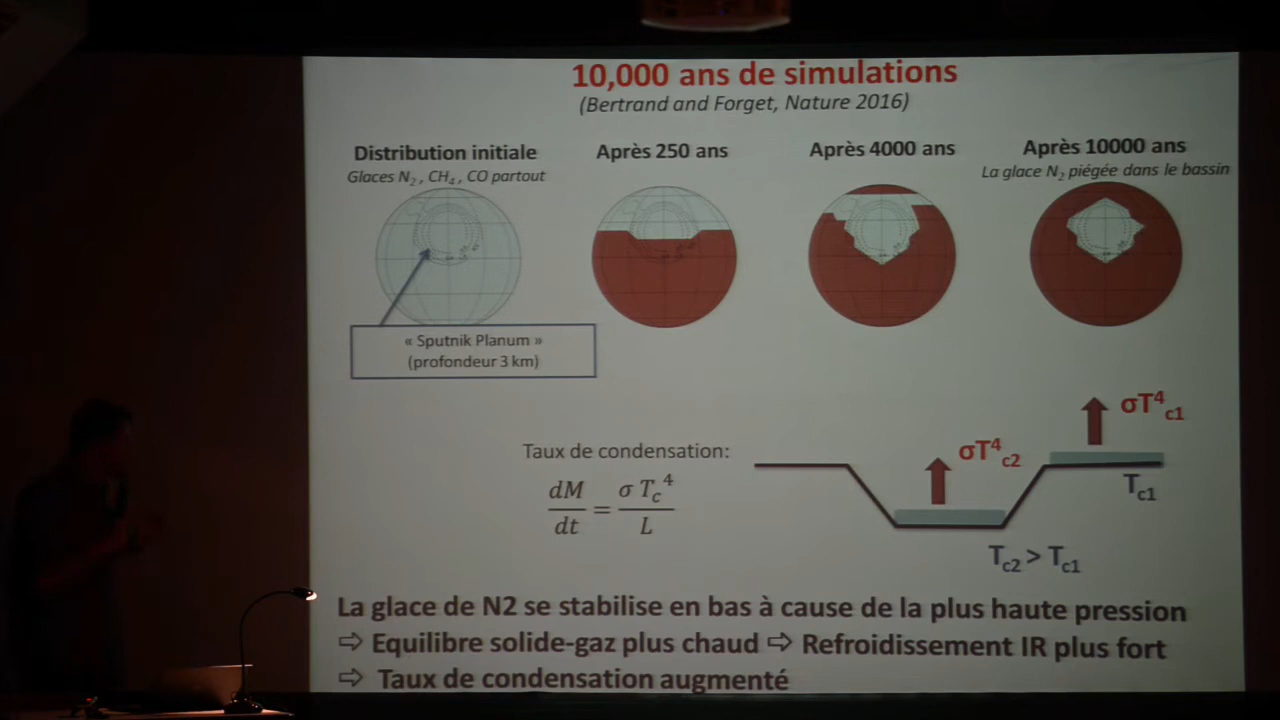 10,000 ans de simulations
(Bertrand and Forget, Nature 2016)
Distribution initiale
Glaces N₂, CH₄, CO partout
Après 250 ans
Après 4000 ans
Après 10000 ans
La glace N₂ piégée dans le bassin
« Sputnik Planum »
(profondeur 3 km)
Taux de condensation:
dM/dt = σ T_c⁴/L
σT⁴c2
σT⁴c1
Tc1
Tc2 > Tc1
La glace de N2 se stabilise en bas à cause de la plus haute pression
⇨ Equilibre solide-gaz plus chaud ⇨ Refroidissement IR plus fort
⇨ Taux de condensation augmenté